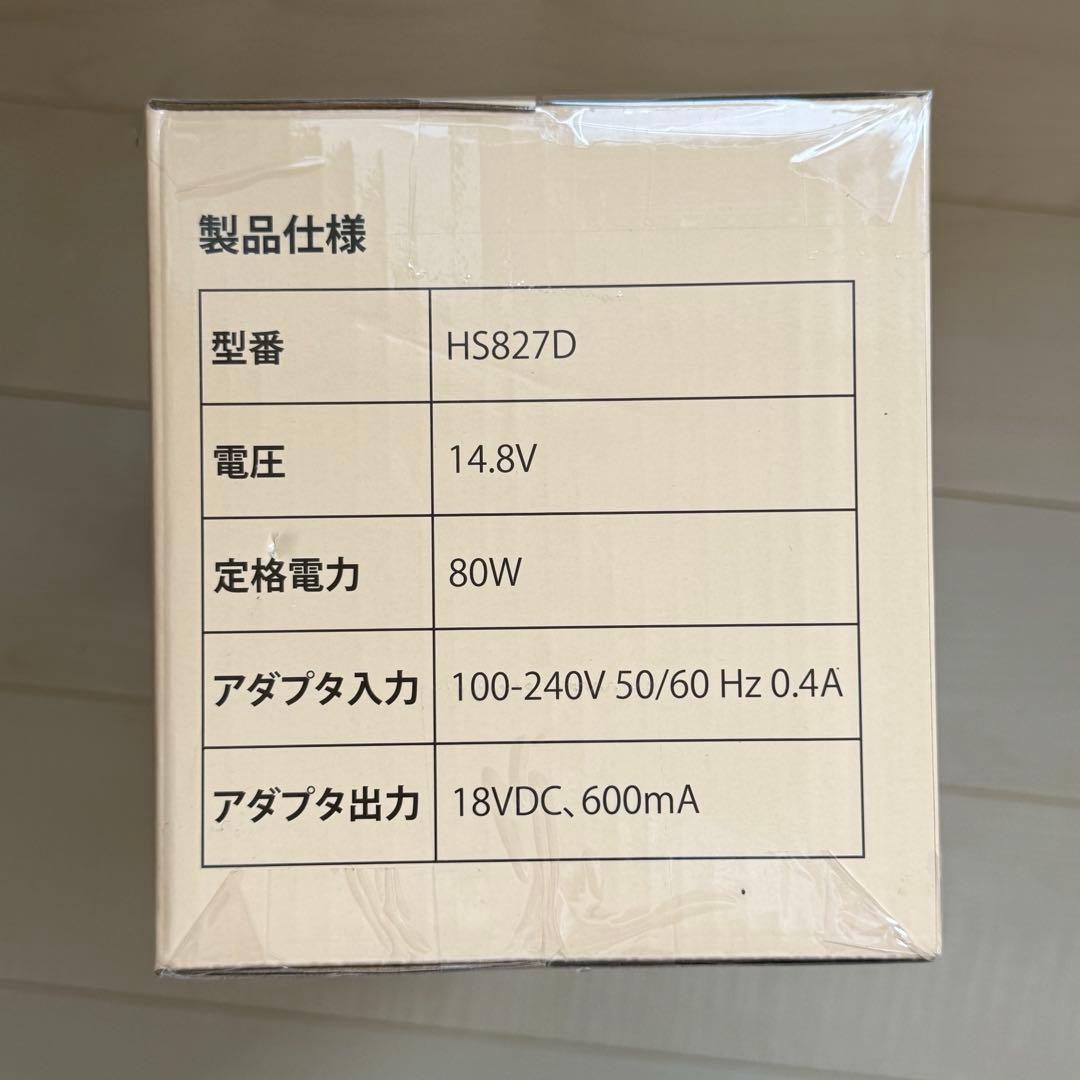 製品仕様
型番 HS827D
電圧 14.8V
定格電力 80W
アダプタ入力 100-240V 50/60 Hz 0.4A
アダプタ出力 18VDC、600mA